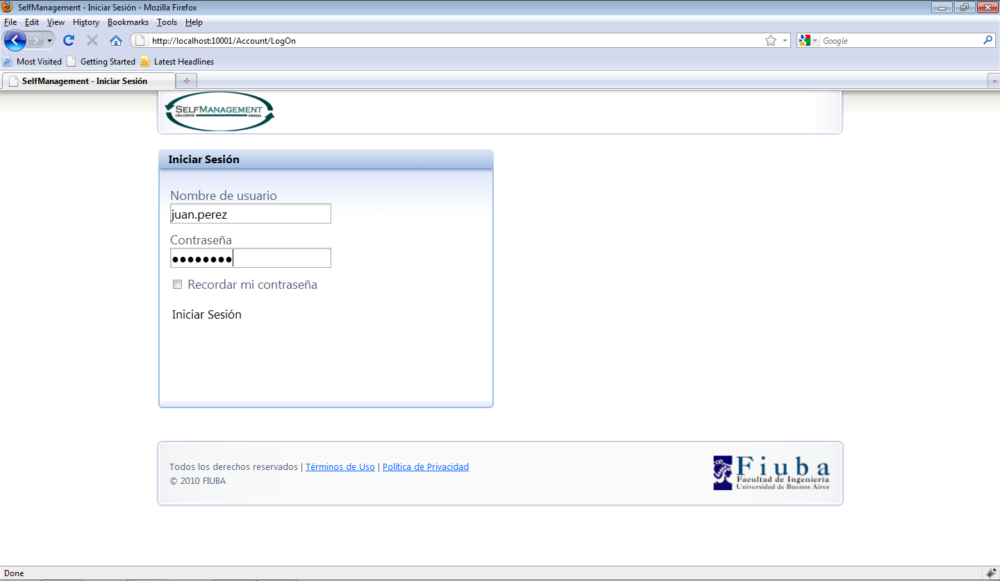 SelfManagement - Iniciar Sesión - Mozilla Firefox
File Edit View History Bookmarks Tools Help
http://localhost:10001/Account/LogOn Google
Most Visited Getting Started Latest Headlines
SelfManagement - Iniciar Sesión
SELFMANAGEMENT
CALLCENTER PAYROLL
Iniciar Sesión
Nombre de usuario
juan.perez
Contraseña
••••••••
Recordar mi contraseña
Iniciar Sesión
Todos los derechos reservados | Términos de Uso | Política de Privacidad
© 2010 FIUBA
Fiuba
Facultad de Ingeniería
Universidad de Buenos Aires
Done